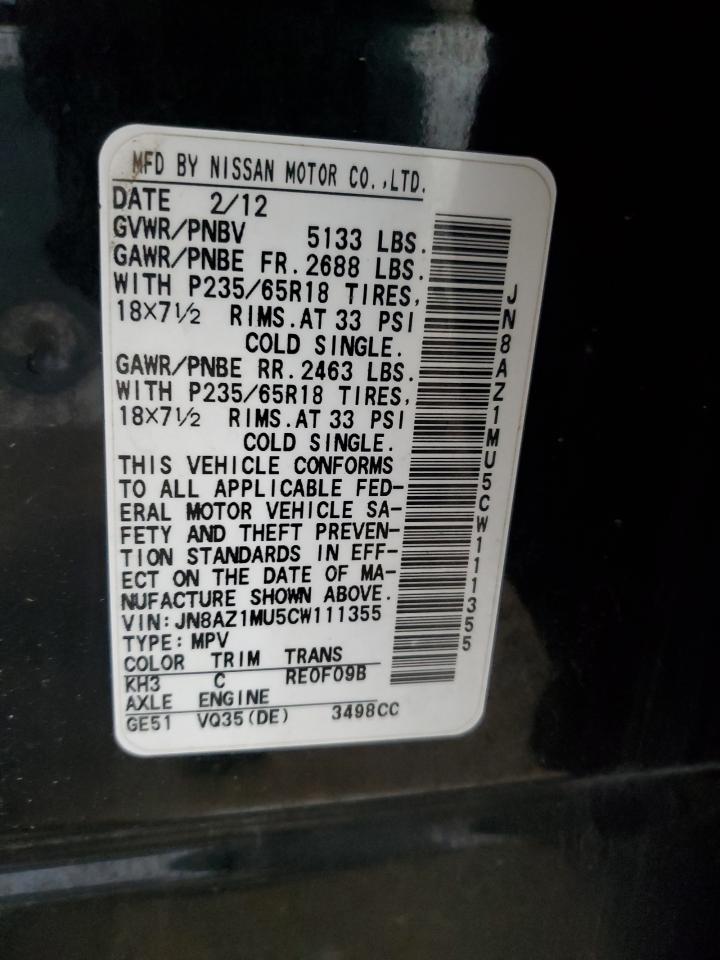 MFD BY NISSAN MOTOR CO.,LTD.
DATE 2/12
GVWR/PNBV 5133 LBS.
GAWR/PNBE FR. 2688 LBS.
WITH P235/65R18 TIRES,
18×7½ RIMS. AT 33 PSI
COLD SINGLE.
GAWR/PNBE RR. 2463 LBS.
WITH P235/65R18 TIRES,
18×7½ RIMS. AT 33 PSI
COLD SINGLE.
THIS VEHICLE CONFORMS
TO ALL APPLICABLE FED-
ERAL MOTOR VEHICLE SA-
FETY AND THEFT PREVEN-
TION STANDARDS IN EFF-
ECT ON THE DATE OF MA-
NUFACTURE SHOWN ABOVE.
VIN: JN8AZ1MU5CW111355
TYPE: MPV
COLOR TRIM TRANS
KH3 C RE0F09B
AXLE ENGINE
GE51 VQ35(DE) 3498CC
JN8AZ1MU5CW111355